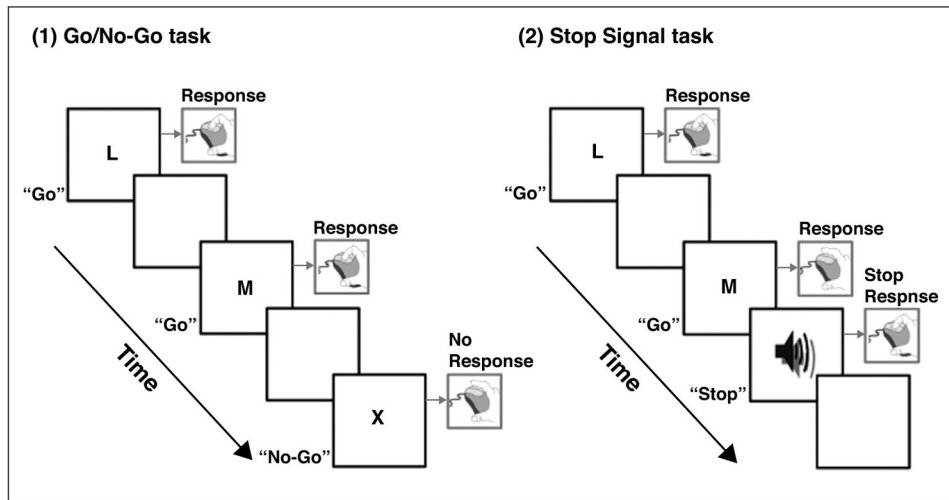 (1) Go/No-Go task
Response
L
“Go”
Response
M
“Go”
No
Response
X
“No-Go”
Time
(2) Stop Signal task
Response
L
“Go”
Response
M
“Go”
Stop
Respnse
“Stop”
Time